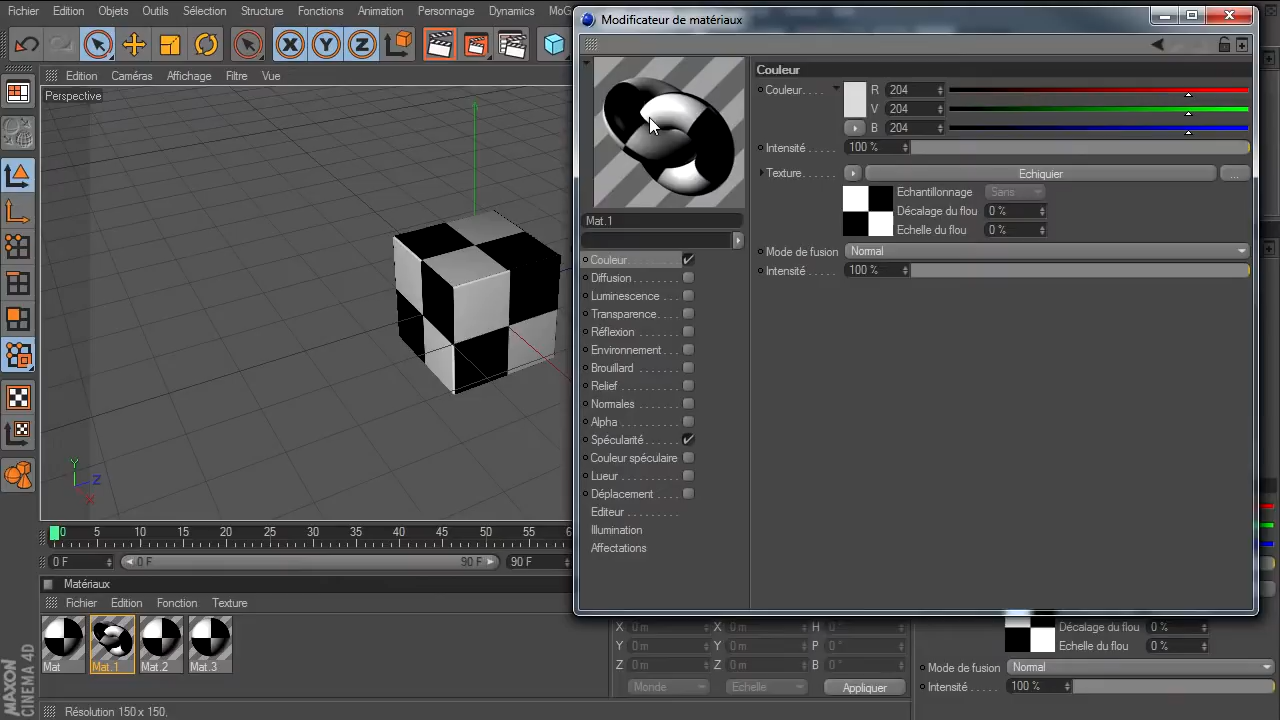 Fichier Edition Objets Outils Sélection Structure Fonctions Animation Personnage Dynamics MoG
Modificateur de matériaux
X Y Z
Edition Caméras Affichage Filtre Vue
Perspective
Y
Z
X
Couleur
Couleur. . . . R 204
V 204
B 204
Intensité 100 %
Texture. . . . . . Echiquier ...
Echantillonnage Sans
Décalage du flou 0 %
Echelle du flou 0 %
Mode de fusion Normal
Intensité . . . . . 100 %
Mat.1
Couleur
Diffusion
Luminescence
Transparence
Réflexion
Environnement
Brouillard
Relief
Normales
Alpha
Spécularité
Couleur spéculaire
Lueur
Déplacement
Editeur
Illumination
Affectations
0 5 10 15 20 25 30 35 40 45 50 55 6
0 F 0 F 90 F 90 F
Matériaux
Fichier Edition Fonction Texture
Mat Mat.1 Mat.2 Mat.3
X 0 m X 0 m H 0 °
Y 0 m Y 0 m P 0 °
Z 0 m Z 0 m B 0 °
Monde Echelle Appliquer
Décalage du flou 0 %
Echelle du flou 0 %
Mode de fusion Normal
Intensité . . . . . 100 %
MAXON
CINEMA 4D
Résolution 150 x 150,